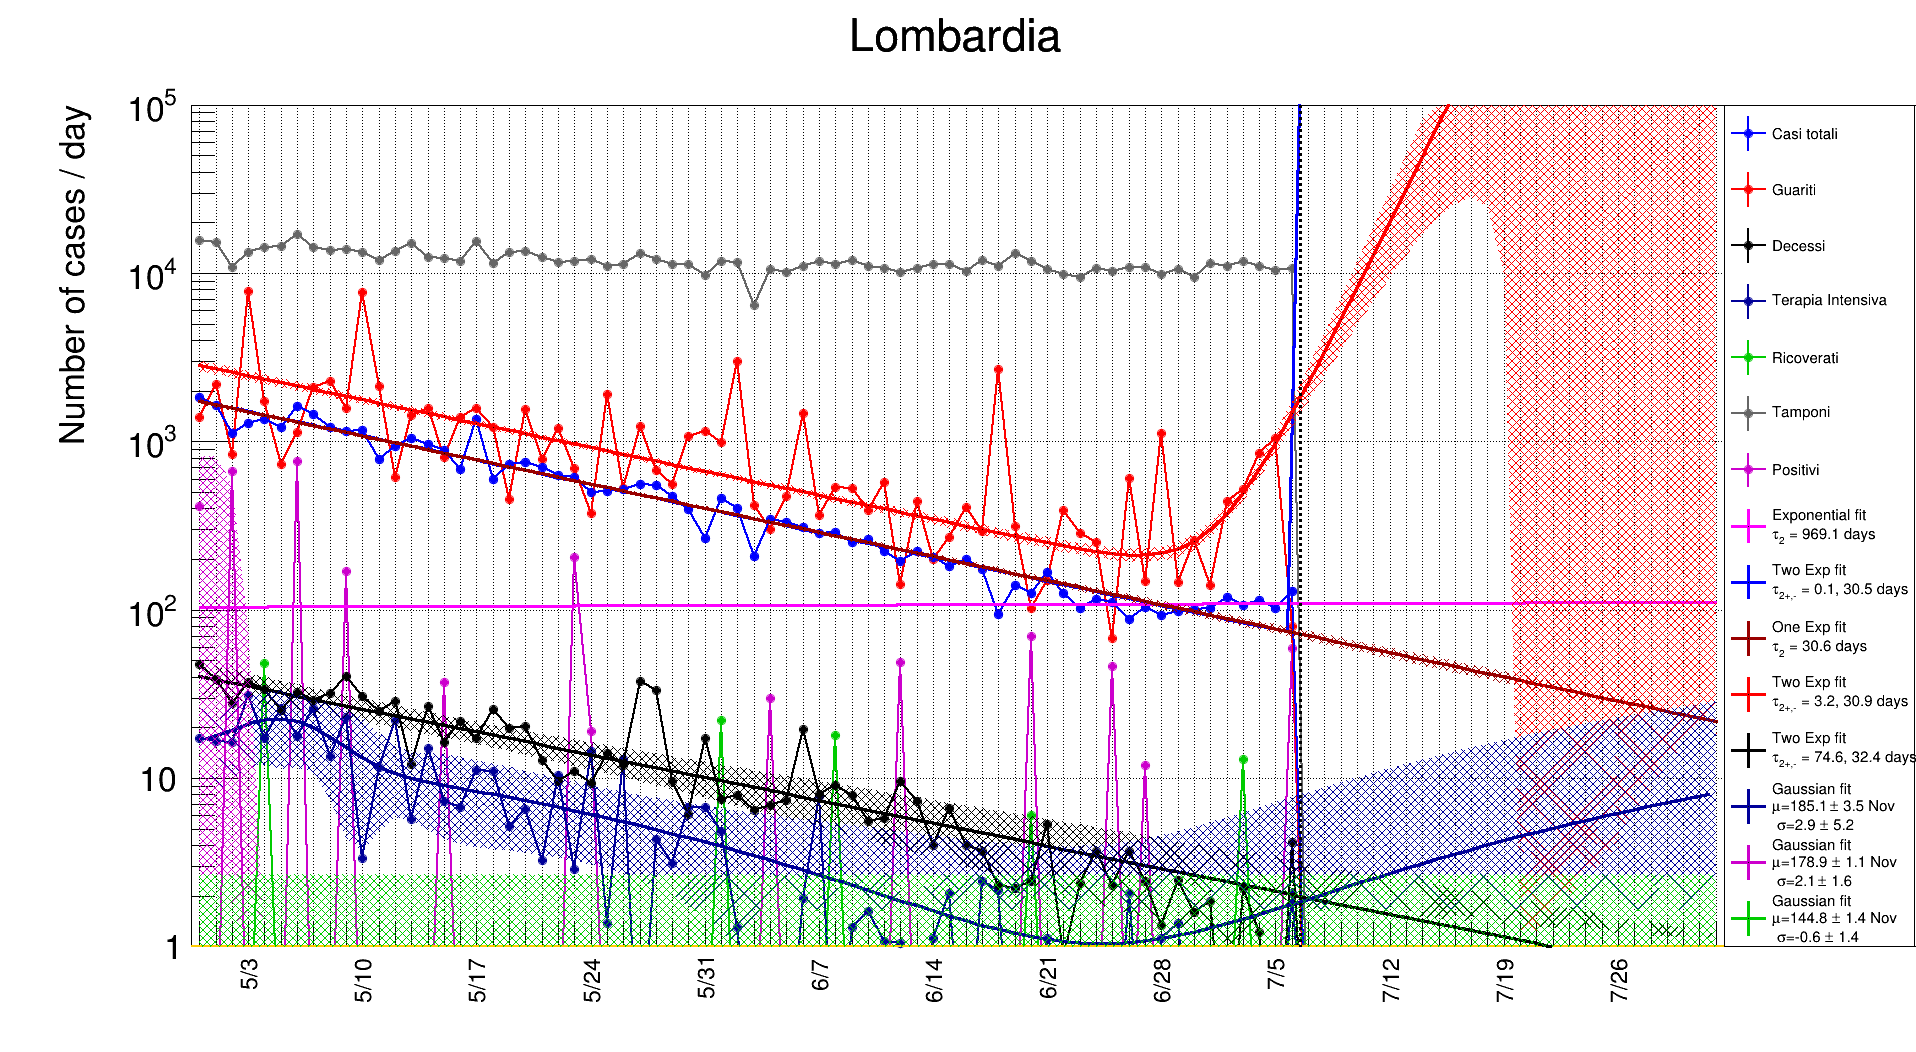 Lombardia
Number of cases / day
10^5
10^4
10^3
10^2
10
1
5/3
5/10
5/17
5/24
5/31
6/7
6/14
6/21
6/28
7/5
7/12
7/19
7/26
Casi totali
Guariti
Decessi
Terapia Intensiva
Ricoverati
Tamponi
Positivi
Exponential fit
τ₂ = 969.1 days
Two Exp fit
τ2+,- = 0.1, 30.5 days
One Exp fit
τ₂ = 30.6 days
Two Exp fit
τ2+,- = 3.2, 30.9 days
Two Exp fit
τ2+,- = 74.6, 32.4 days
Gaussian fit
μ=185.1 ± 3.5 Nov
σ=2.9 ± 5.2
Gaussian fit
μ=178.9 ± 1.1 Nov
σ=2.1 ± 1.6
Gaussian fit
μ=144.8 ± 1.4 Nov
σ=-0.6 ± 1.4